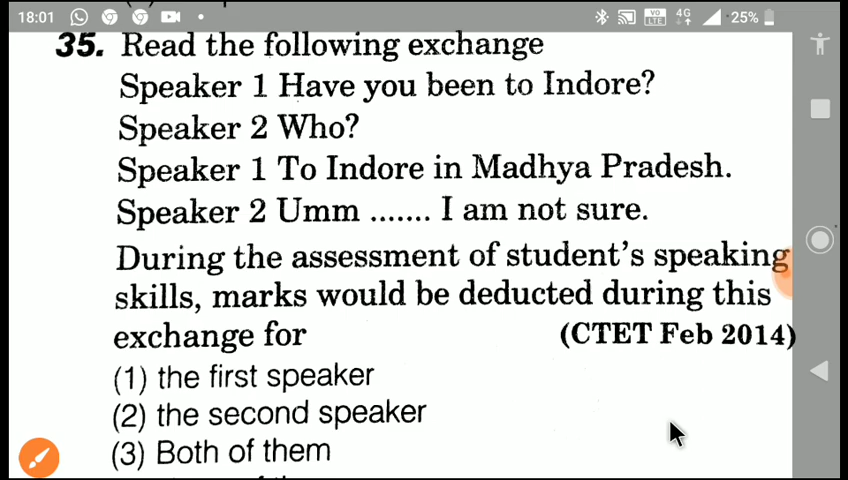 18:01
VO LTE 4G 25%
35. Read the following exchange
Speaker 1 Have you been to Indore?
Speaker 2 Who?
Speaker 1 To Indore in Madhya Pradesh.
Speaker 2 Umm ....... I am not sure.
During the assessment of student's speaking
skills, marks would be deducted during this
exchange for (CTET Feb 2014)
(1) the first speaker
(2) the second speaker
(3) Both of them